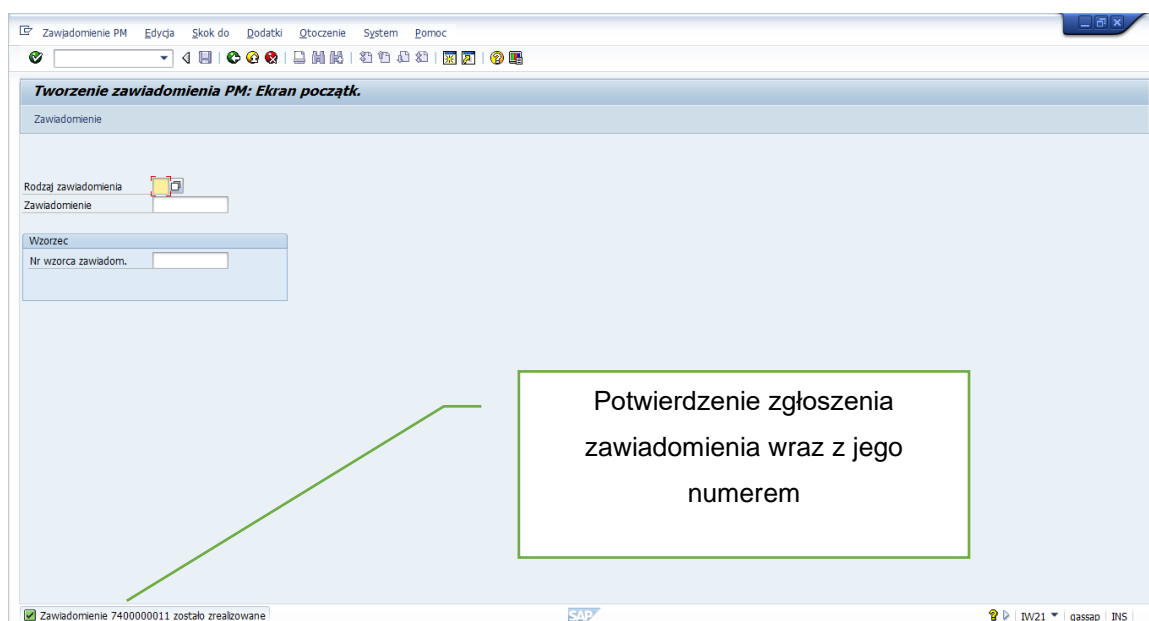 Zawiadomienie PM Edycja Skok do Dodatki Otoczenie System Pomoc
Tworzenie zawiadomienia PM: Ekran początk.
Zawiadomienie
Rodzaj zawiadomienia
Zawiadomienie
Wzorzec
Nr wzorca zawiadom.
Potwierdzenie zgłoszenia
zawiadomienia wraz z jego
numerem
Zawiadomienie 7400000011 zostało zrealizowane
SAP
IW21 qassap INS